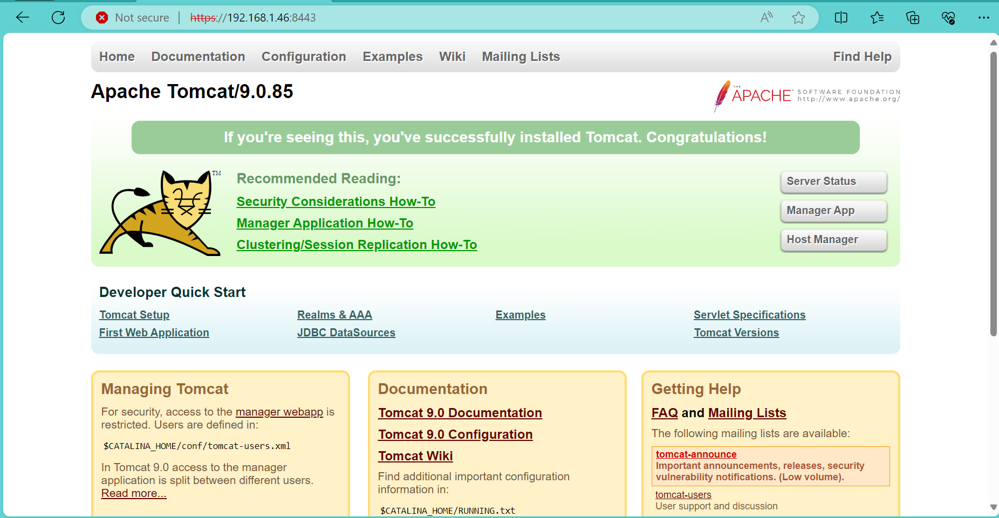 Not secure | https://192.168.1.46:8443
Home Documentation Configuration Examples Wiki Mailing Lists Find Help
Apache Tomcat/9.0.85
THE APACHE SOFTWARE FOUNDATION
http://www.apache.org/
If you're seeing this, you've successfully installed Tomcat. Congratulations!
TM
Recommended Reading:
Security Considerations How-To
Manager Application How-To
Clustering/Session Replication How-To
Server Status
Manager App
Host Manager
Developer Quick Start
Tomcat Setup
First Web Application
Realms & AAA
JDBC DataSources
Examples
Servlet Specifications
Tomcat Versions
Managing Tomcat
For security, access to the manager webapp is
restricted. Users are defined in:
$CATALINA_HOME/conf/tomcat-users.xml
In Tomcat 9.0 access to the manager
application is split between different users.
Read more...
Documentation
Tomcat 9.0 Documentation
Tomcat 9.0 Configuration
Tomcat Wiki
Find additional important configuration
information in:
$CATALINA_HOME/RUNNING.txt
Getting Help
FAQ and Mailing Lists
The following mailing lists are available:
tomcat-announce
Important announcements, releases, security
vulnerability notifications. (Low volume).
tomcat-users
User support and discussion